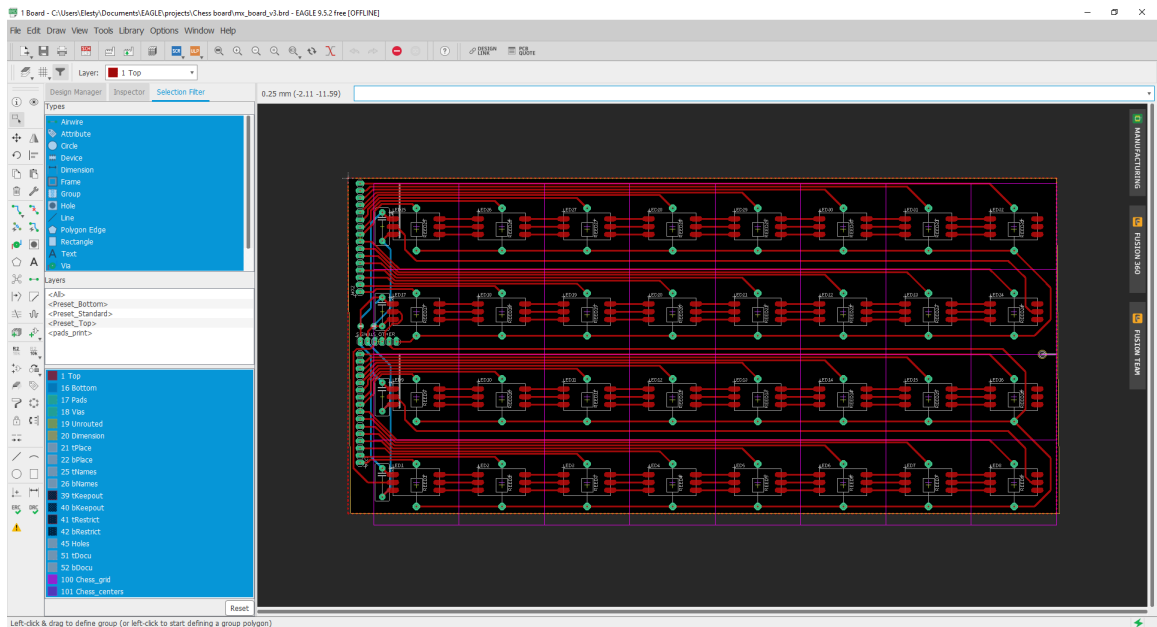 1 Board - C:\Users\Elesty\Documents\EAGLE\projects\Chess board\mx_board_v3.brd - EAGLE 9.5.2 free [OFFLINE]
File Edit Draw View Tools Library Options Window Help
DESIGN LINK
PCB QUOTE
Layer: 1 Top
Design Manager Inspector Selection Filter
0.25 mm (-2.11 -11.59)
Types
Airwire
Attribute
Circle
Device
Dimension
Frame
Group
Hole
Line
Polygon Edge
Rectangle
Text
Via
Layers
<All>
<Preset_Bottom>
<Preset_Standard>
<Preset_Top>
<pads_print>
1 Top
16 Bottom
17 Pads
18 Vias
19 Unrouted
20 Dimension
21 tPlace
22 bPlace
25 tNames
26 bNames
39 tKeepout
40 bKeepout
41 tRestrict
42 bRestrict
45 Holes
51 tDocu
52 bDocu
100 Chess_grid
101 Chess_centers
Reset
MANUFACTURING
FUSION 360
FUSION TEAM
Left-click & drag to define group (or left-click to start defining a group polygon)